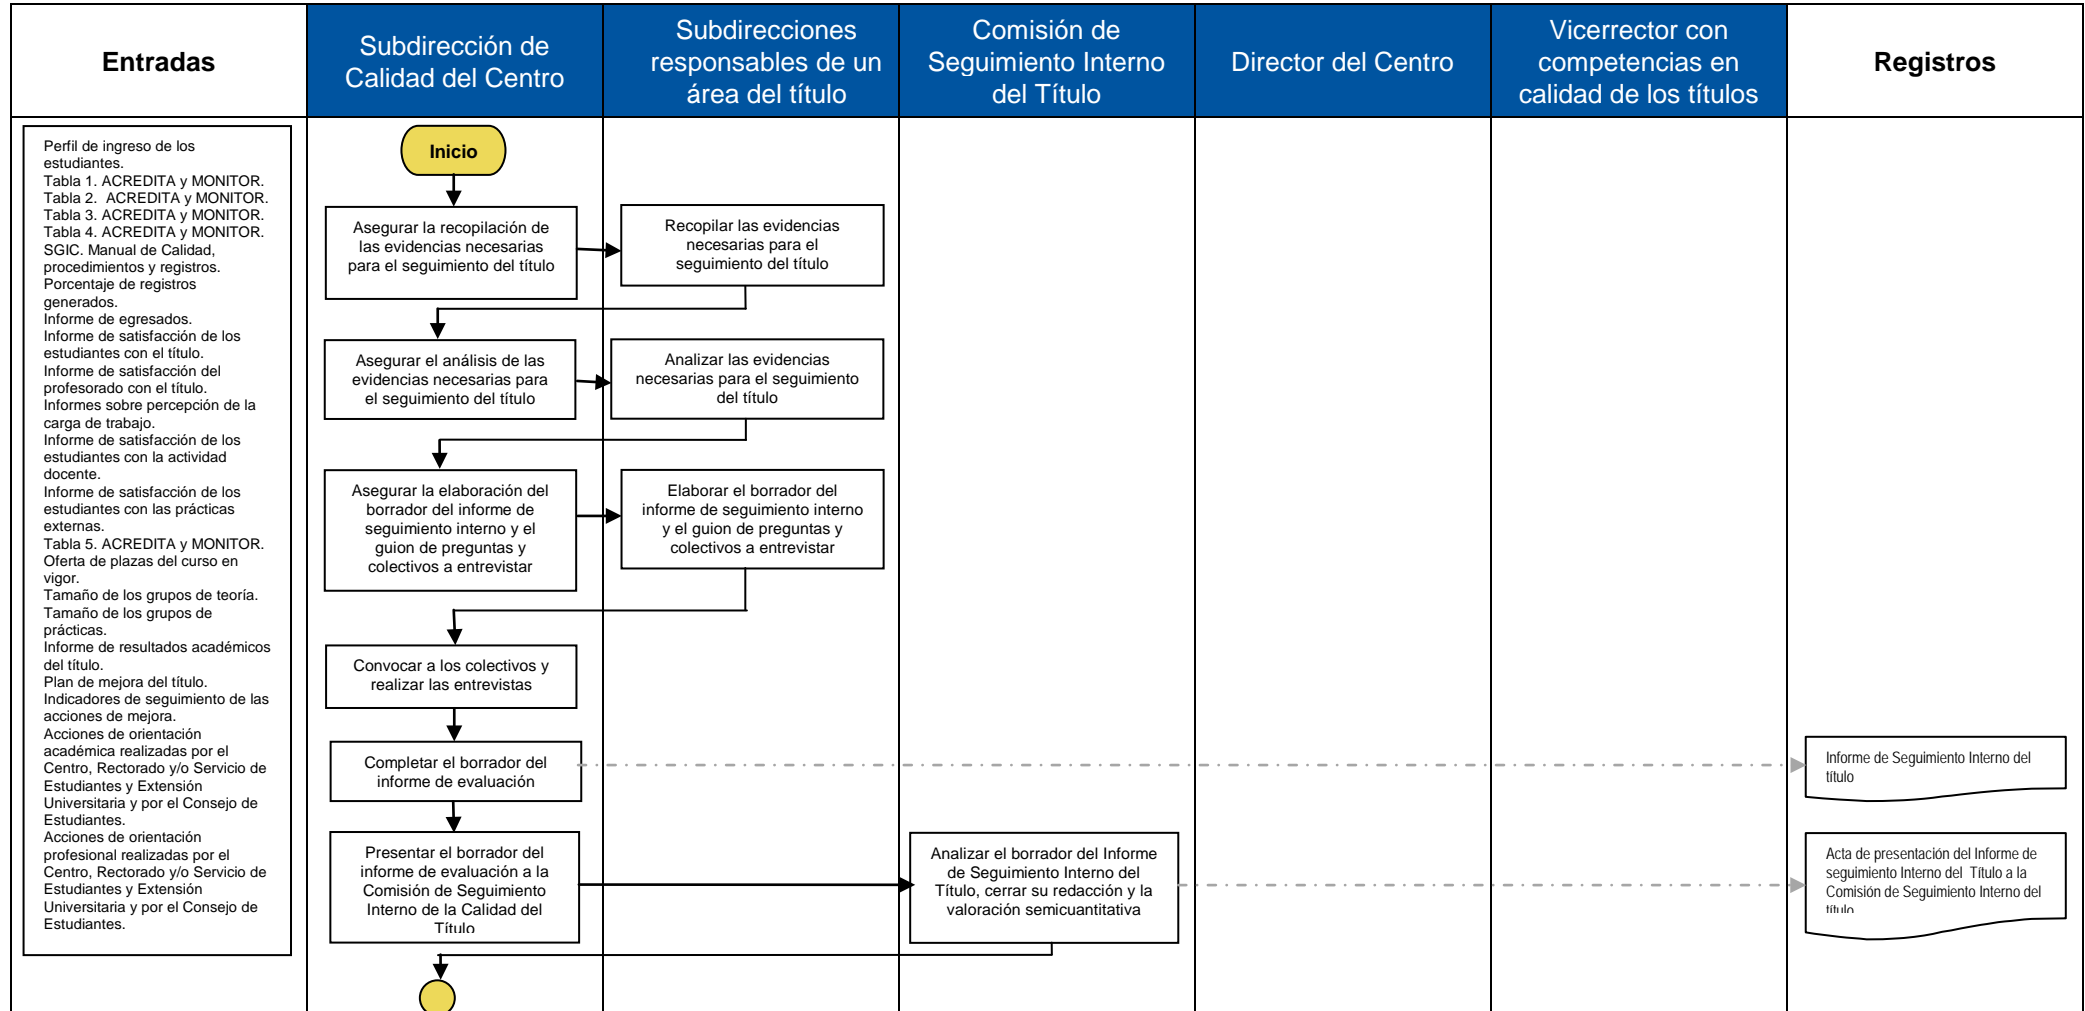 Entradas
Subdirección de
Calidad del Centro
Subdirecciones
responsables de un
área del título
Comisión de
Seguimiento Interno
del Título
Director del Centro
Vicerrector con
competencias en
calidad de los títulos
Registros
Perfil de ingreso de los
estudiantes.
Tabla 1. ACREDITA y MONITOR.
Tabla 2.  ACREDITA y MONITOR.
Tabla 3. ACREDITA y MONITOR.
Tabla 4. ACREDITA y MONITOR.
SGIC. Manual de Calidad,
procedimientos y registros.
Porcentaje de registros
generados.
Informe de egresados.
Informe de satisfacción de los
estudiantes con el título.
Informe de satisfacción del
profesorado con el título.
Informes sobre percepción de la
carga de trabajo.
Informe de satisfacción de los
estudiantes con la actividad
docente.
Informe de satisfacción de los
estudiantes con las prácticas
externas.
Tabla 5. ACREDITA y MONITOR.
Oferta de plazas del curso en
vigor.
Tamaño de los grupos de teoría.
Tamaño de los grupos de
prácticas.
Informe de resultados académicos
del título.
Plan de mejora del título.
Indicadores de seguimiento de las
acciones de mejora.
Acciones de orientación
académica realizadas por el
Centro, Rectorado y/o Servicio de
Estudiantes y Extensión
Universitaria y por el Consejo de
Estudiantes.
Acciones de orientación
profesional realizadas por el
Centro, Rectorado y/o Servicio de
Estudiantes y Extensión
Universitaria y por el Consejo de
Estudiantes.
Inicio
Asegurar la recopilación de
las evidencias necesarias
para el seguimiento del título
Recopilar las evidencias
necesarias para el
seguimiento del título
Asegurar el análisis de las
evidencias necesarias para
el seguimiento del título
Analizar las evidencias
necesarias para el seguimiento
del título
Asegurar la elaboración del
borrador del informe de
seguimiento interno y el
guion de preguntas y
colectivos a entrevistar
Elaborar el borrador del
informe de seguimiento interno
y el guion de preguntas y
colectivos a entrevistar
Convocar a los colectivos y
realizar las entrevistas
Completar el borrador del
informe de evaluación
Informe de Seguimiento Interno del
título
Presentar el borrador del
informe de evaluación a la
Comisión de Seguimiento
Interno de la Calidad del
Título
Analizar el borrador del Informe
de Seguimiento Interno del
Título, cerrar su redacción y la
valoración semicuantitativa
Acta de presentación del Informe de
seguimiento Interno del  Título a la
Comisión de Seguimiento Interno del
título